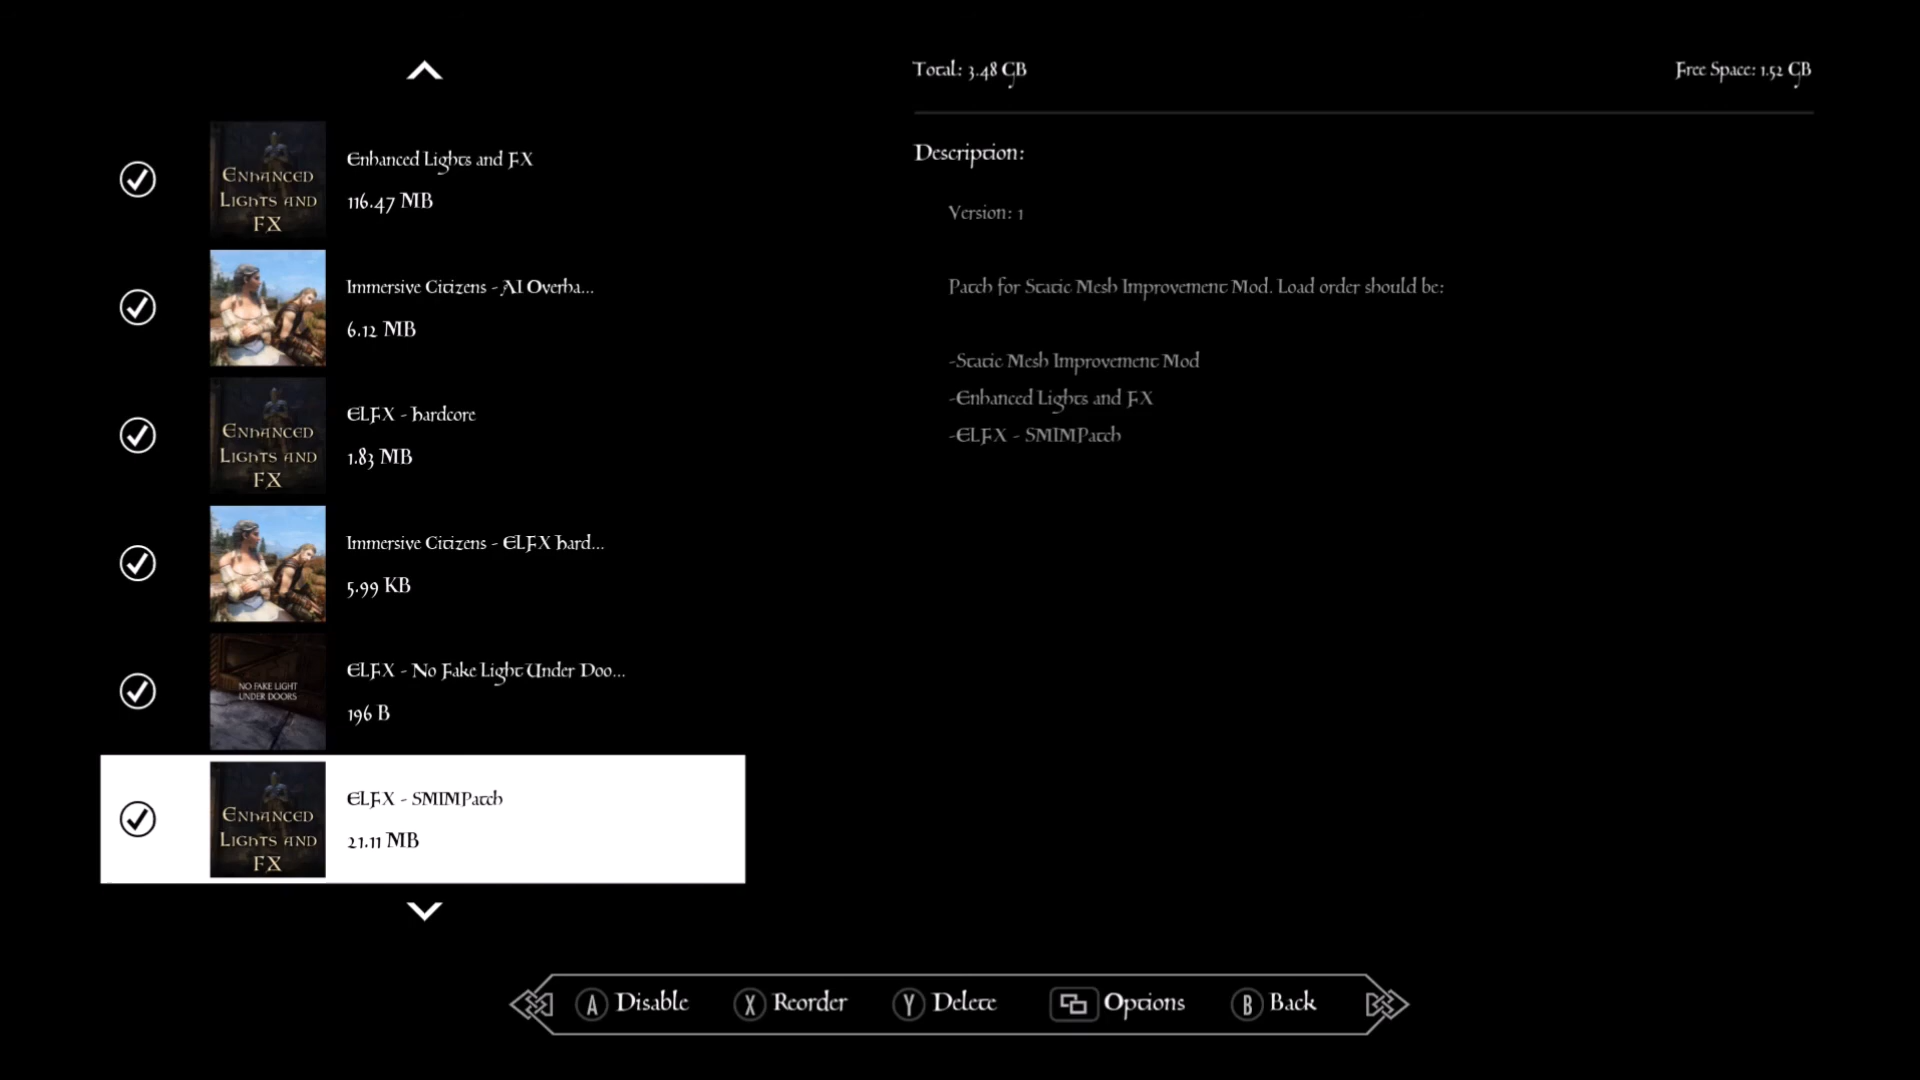 Total: 3.48 GB
Free Space: 1.52 GB
ENHANCED
LIGHTS AND
FX
Enhanced Lights and FX
116.47 MB
Immersive Citizens - AI Overha...
6.12 MB
ENHANCED
LIGHTS AND
FX
ELFX - Hardcore
1.83 MB
Immersive Citizens - ELFX Hard...
5.99 KB
NO FAKE LIGHT
UNDER DOORS
ELFX - No Fake Light Under Doo...
196 B
ENHANCED
LIGHTS AND
FX
ELFX - SMIM Patch
21.11 MB
Description:
Version: 1
Patch for Static Mesh Improvement Mod. Load order should be:
-Static Mesh Improvement Mod
-Enhanced Lights and FX
-ELFX - SMIM Patch
A Disable X Reorder Y Delete Options B Back